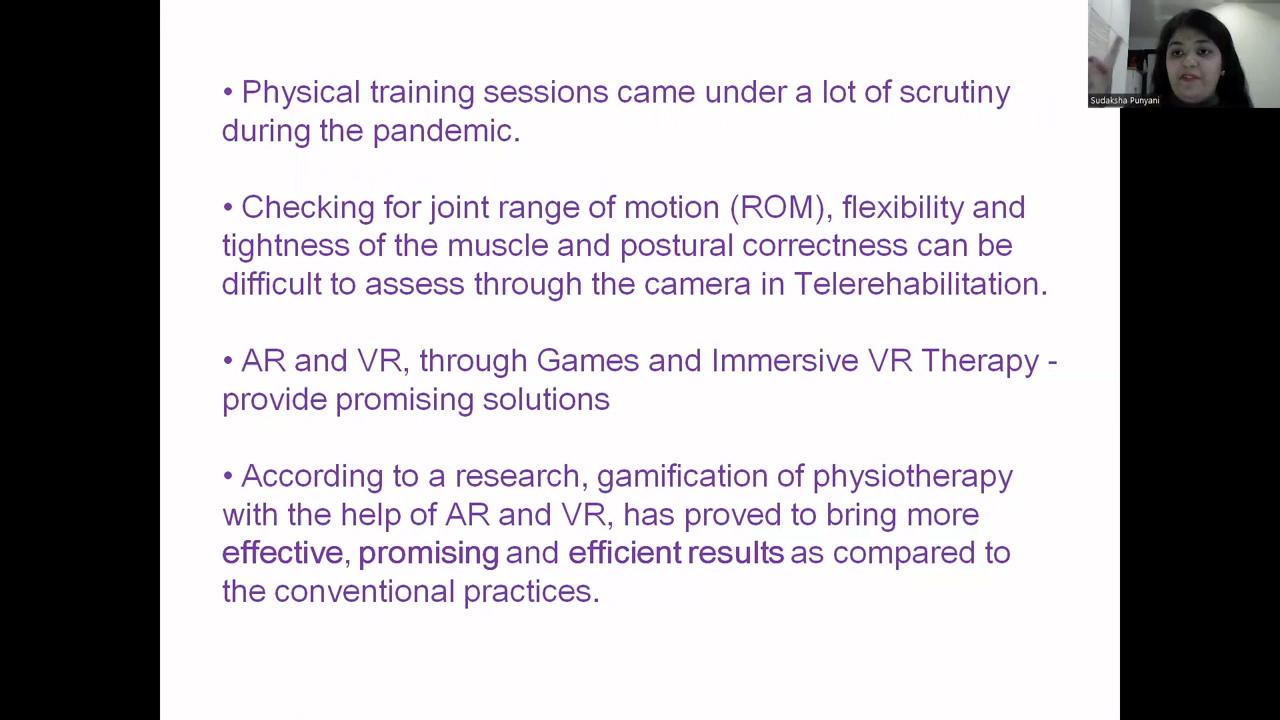 • Physical training sessions came under a lot of scrutiny
during the pandemic.
• Checking for joint range of motion (ROM), flexibility and
tightness of the muscle and postural correctness can be
difficult to assess through the camera in Telerehabilitation.
• AR and VR, through Games and Immersive VR Therapy -
provide promising solutions
• According to a research, gamification of physiotherapy
with the help of AR and VR, has proved to bring more
effective, promising and efficient results as compared to
the conventional practices.
Sudaksha Punyani